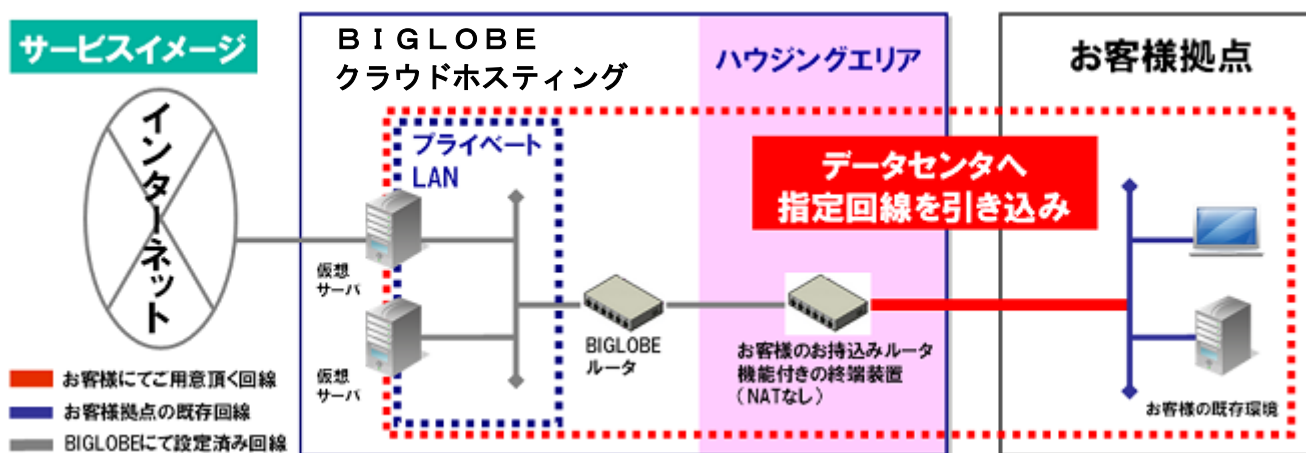 サービスイメージ
インターネット
お客様にてご用意頂く回線
お客様拠点の既存回線
BIGLOBEにて設定済み回線
ＢＩＧＬＯＢＥ
クラウドホスティング
プライベート
LAN
仮想
サーバ
仮想
サーバ
BIGLOBE
ルータ
ハウジングエリア
データセンタへ
指定回線を引き込み
お客様のお持込みルータ
機能付きの終端装置
（NATなし）
お客様拠点
お客様の既存環境